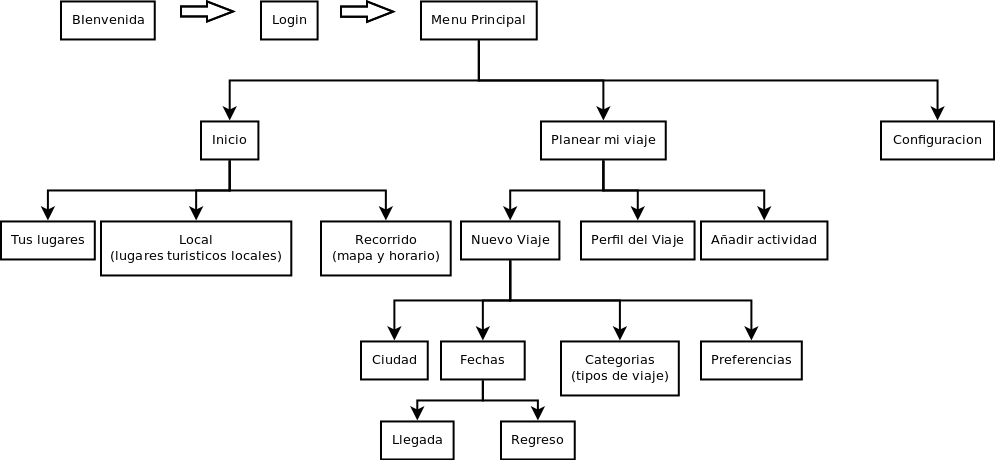 BIenvenida
Login
Menu Principal
Inicio
Planear mi viaje
Configuracion
Tus lugares
Local
(lugares turisticos locales)
Recorrido
(mapa y horario)
Nuevo Viaje
Perfil del Viaje
Añadir actividad
Ciudad
Fechas
Categorias
(tipos de viaje)
Preferencias
Llegada
Regreso